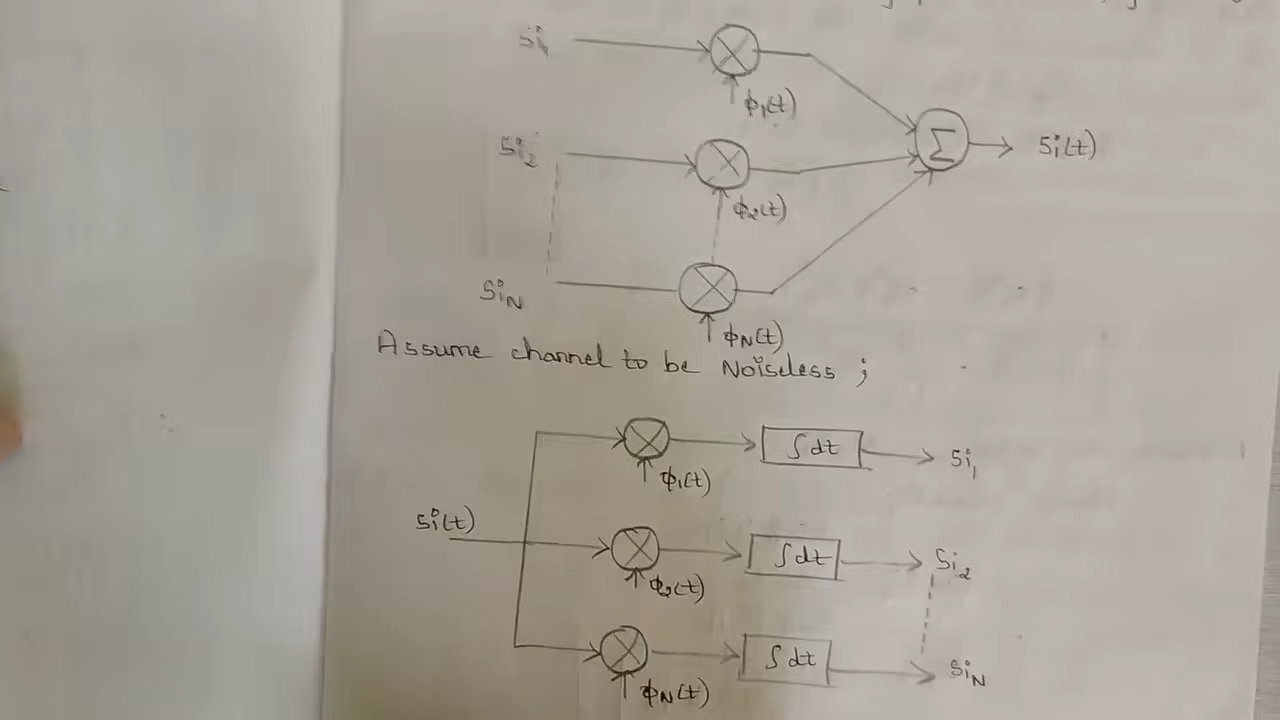 Si₁
ϕ₁(t)
Si₂
ϕ₂(t)
Σ
Si(t)
SiN
ϕN(t)
Assume channel to be Noiseless ;
ϕ₁(t)
∫dt
Si₁
Si(t)
ϕ₂(t)
∫dt
Si₂
ϕN(t)
∫dt
SiN